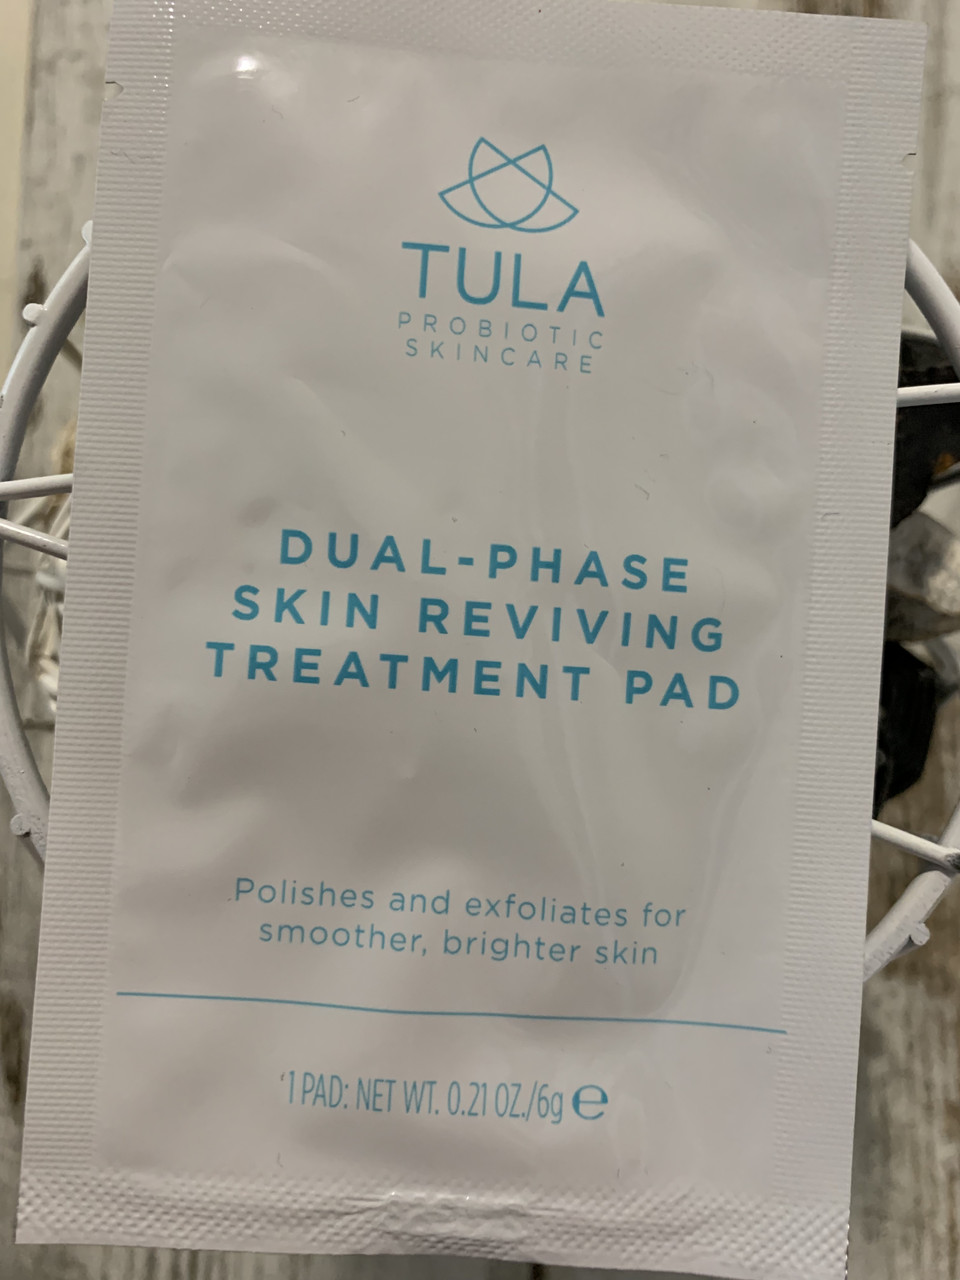 TULA
PROBIOTIC
SKINCARE
DUAL-PHASE
SKIN REVIVING
TREATMENT PAD
Polishes and exfoliates for
smoother, brighter skin
1 PAD: NET WT. 0.21 OZ./6g ℮